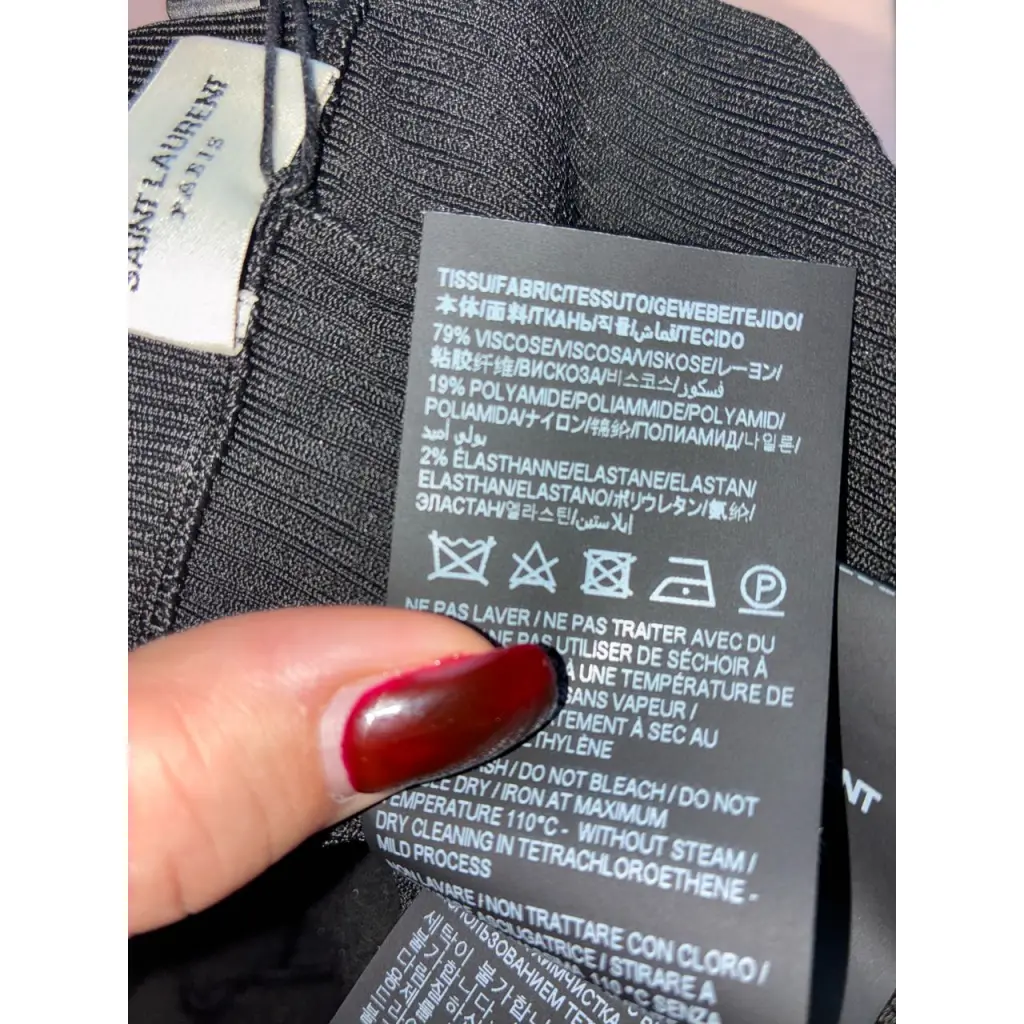 SAINT LAURENT
PARIS
TISSU/FABRIC/TESSUTO/GEWEBE/TEJIDO/
本体/面料/ТКАНЬ/직물/قماش/TECIDO
79% VISCOSE/VISCOSA/VISKOSE/レーヨン/
粘胶纤维/ВИСКОЗА/비스코스/فسكوز
19% POLYAMIDE/POLIAMMIDE/POLYAMID/
POLIAMIDA/ナイロン/锦纶/ПОЛИАМИД/나일론/
بولي أميد
2% ÉLASTHANNE/ELASTANE/ELASTAN/
ELASTHAN/ELASTANO/ポリウレタン/氨纶/
ЭЛАСТАН/엘라스틴/إيلاستين
P
NE PAS LAVER / NE PAS TRAITER AVEC DU
NE PAS UTILISER DE SÉCHOIR À
À UNE TEMPÉRATURE DE
SANS VAPEUR /
À SEC AU
DO NOT BLEACH / DO NOT
DRY / IRON AT MAXIMUM
TEMPERATURE 110°C - WITHOUT STEAM /
DRY CLEANING IN TETRACHLOROETHENE -
MILD PROCESS
NON LAVARE / NON TRATTARE CON CLORO /
STIRARE A
110°C SENZA